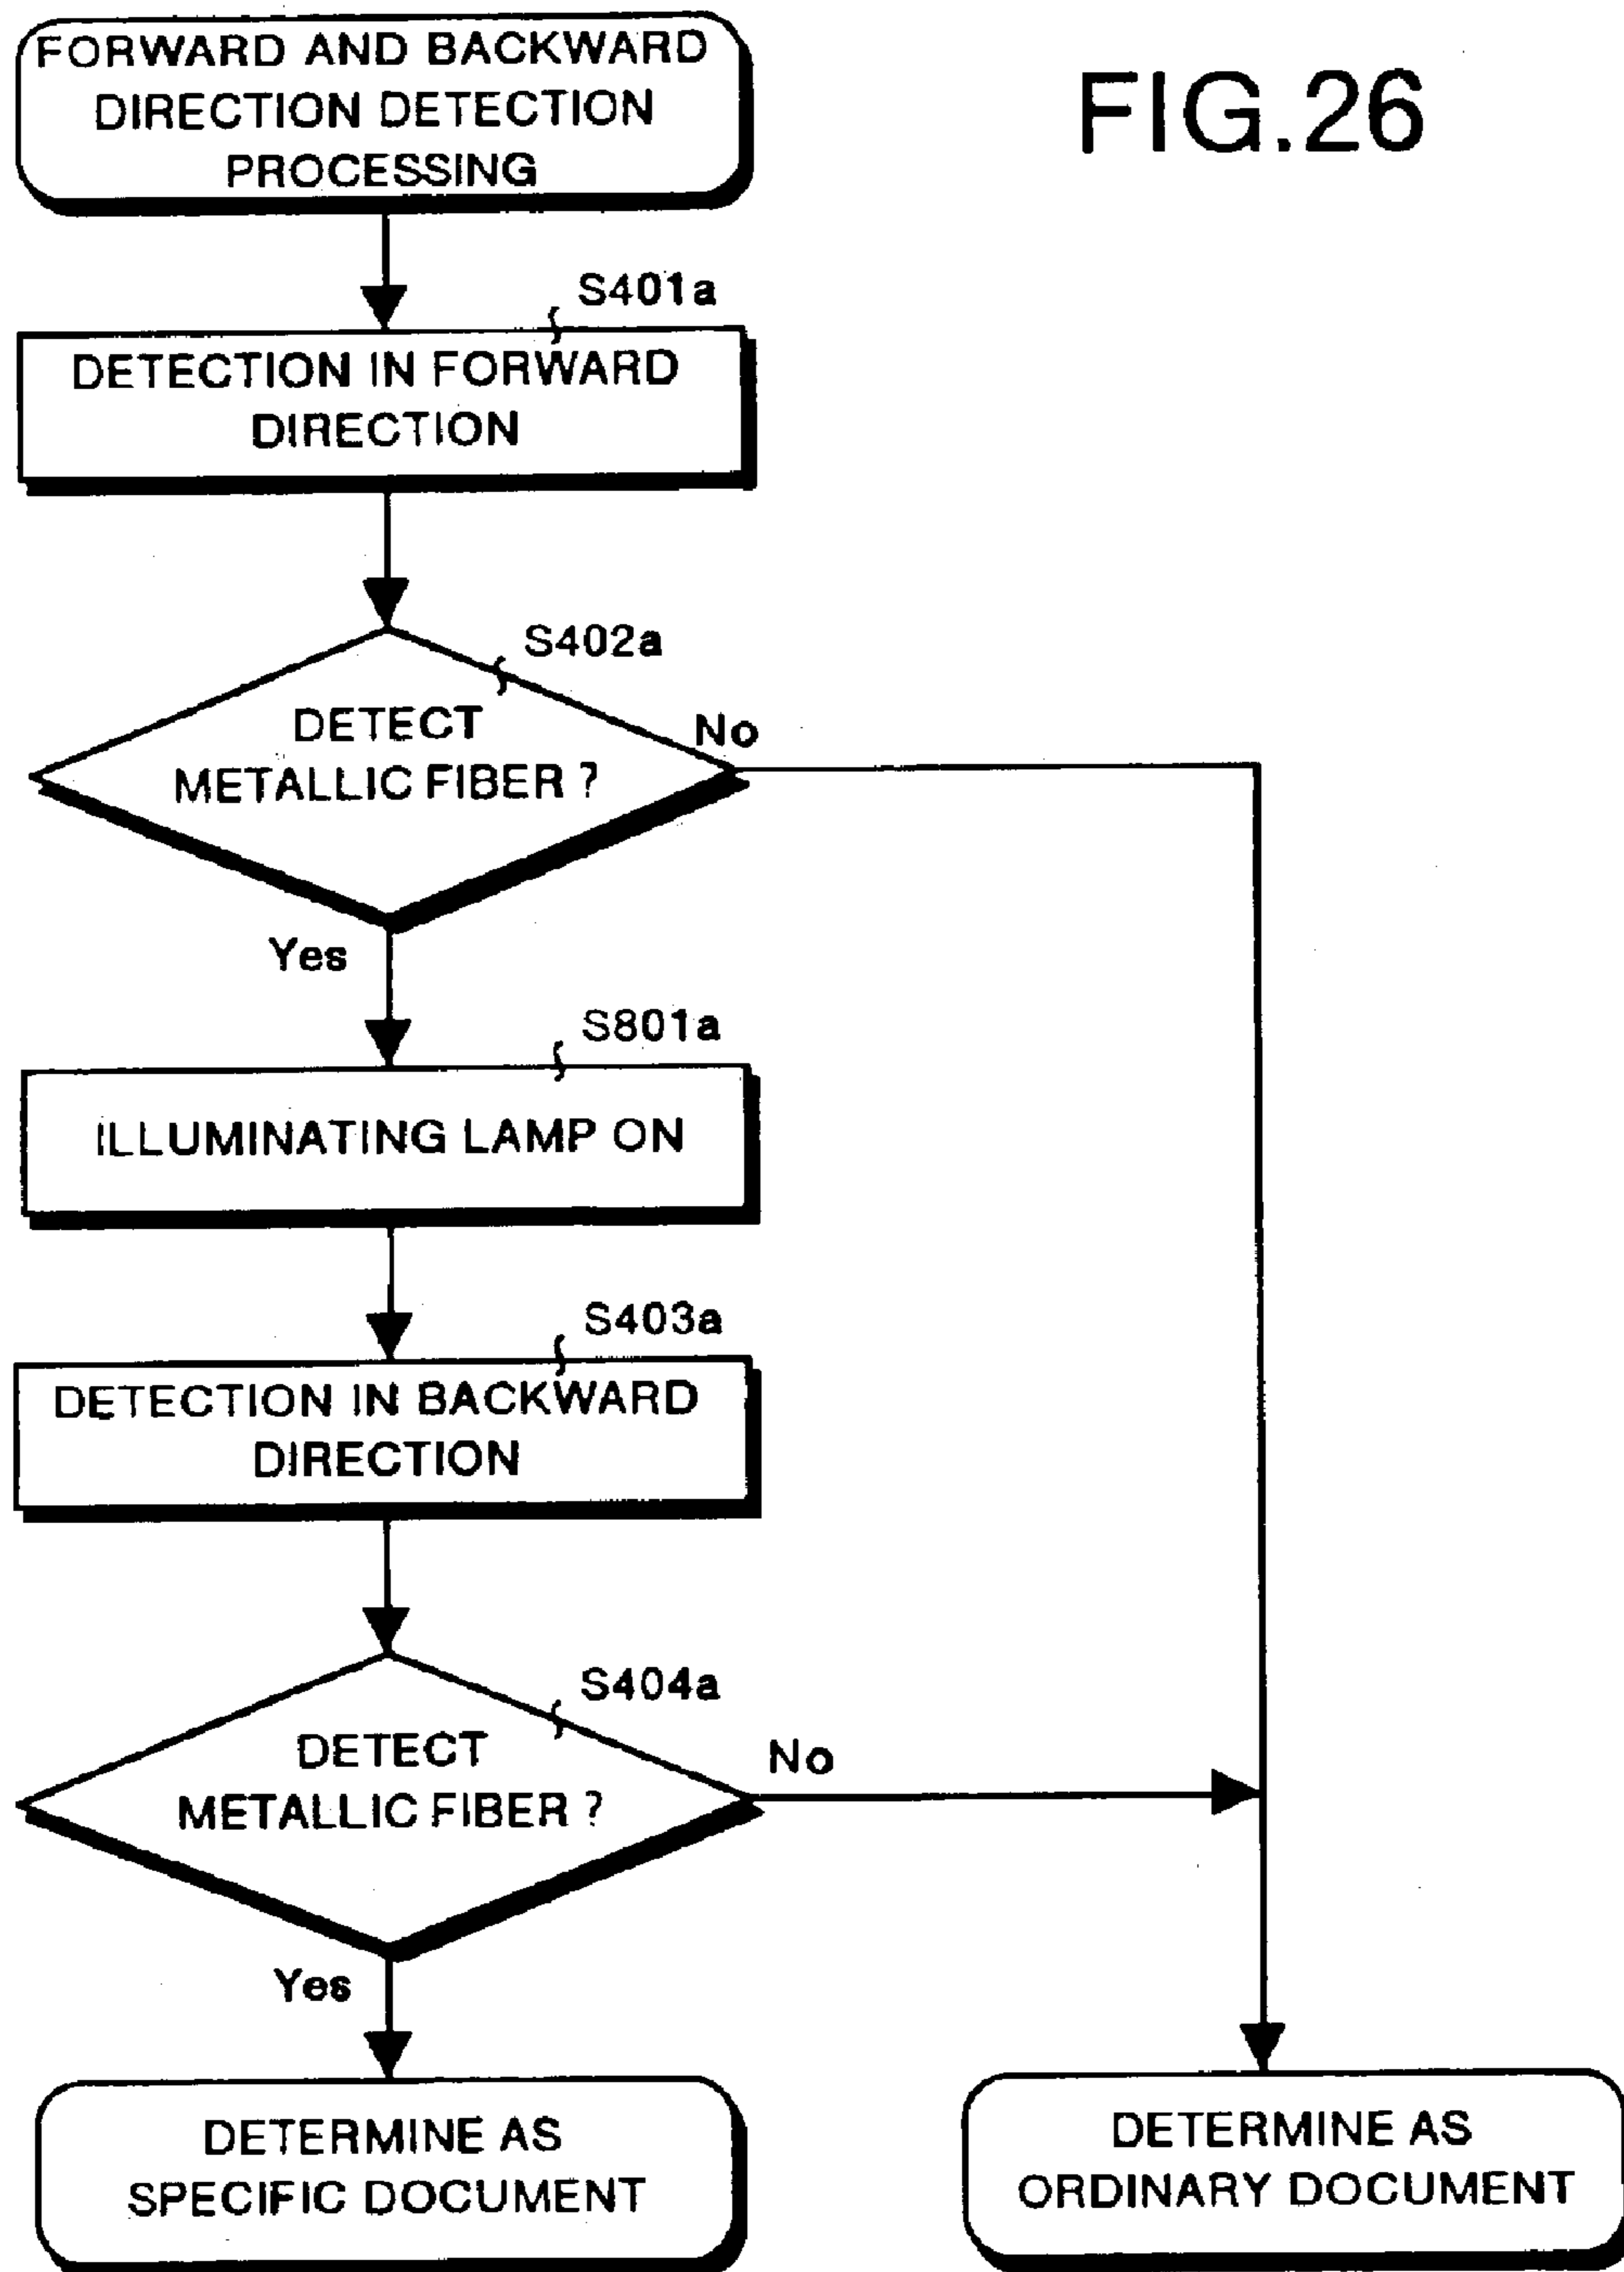 FORWARD AND BACKWARD
DIRECTION DETECTION
PROCESSING
FIG.26
S401a
DETECTION IN FORWARD
DIRECTION
S402a
DETECT
METALLIC FIBER ?
No
Yes
S801a
ILLUMINATING LAMP ON
S403a
DETECTION IN BACKWARD
DIRECTION
S404a
DETECT
METALLIC FIBER ?
No
Yes
DETERMINE AS
SPECIFIC DOCUMENT
DETERMINE AS
ORDINARY DOCUMENT